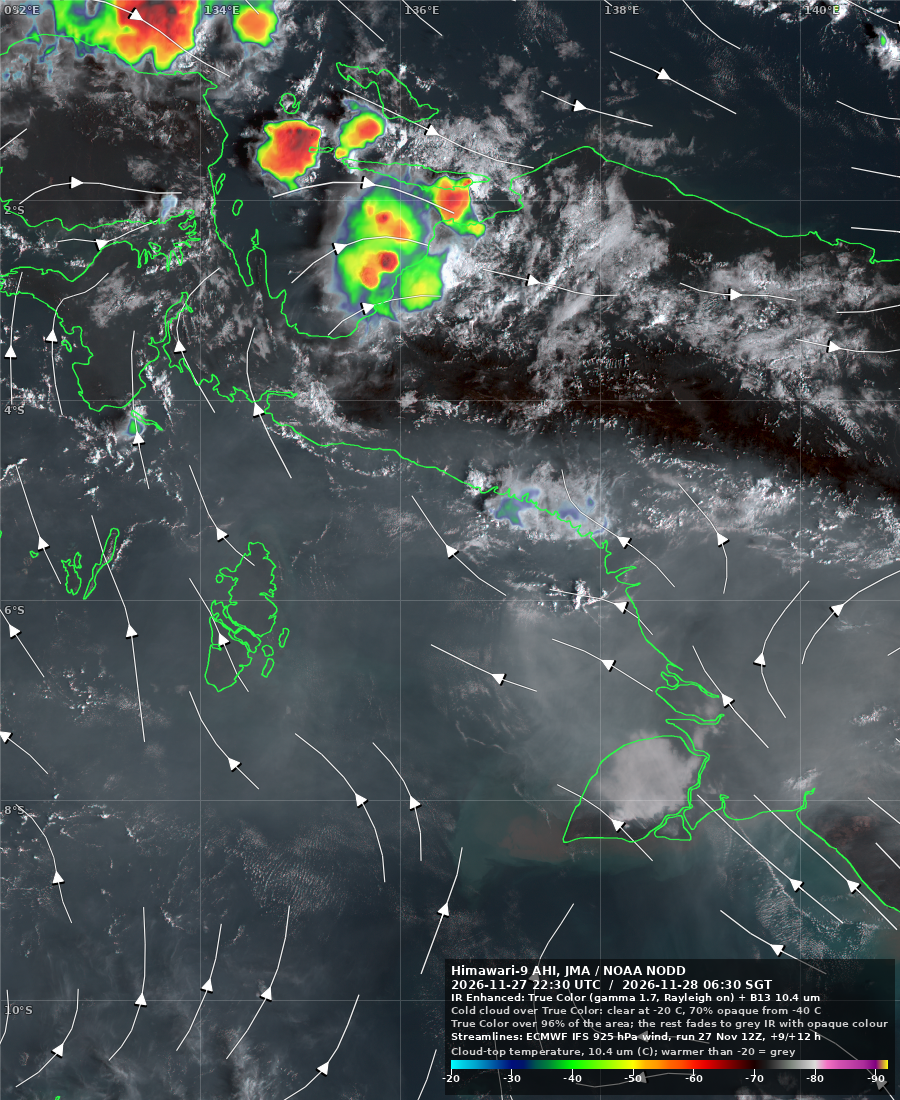 132°E
134°E
136°E
138°E
140°E
2°S
4°S
6°S
8°S
10°S
Himawari-9 AHI, JMA / NOAA NODD
2026-11-27 22:30 UTC / 2026-11-28 06:30 SGT
IR Enhanced: True Color (gamma 1.7, Rayleigh on) + B13 10.4 um
Cold cloud over True Color: clear at -20 C, 70% opaque from -40 C
True Color over 96% of the area; the rest fades to grey IR with opaque colour
Streamlines: ECMWF IFS 925 hPa wind, run 27 Nov 12Z, +9/+12 h
Cloud-top temperature, 10.4 um (C); warmer than -20 = grey
-20 -30 -40 -50 -60 -70 -80 -90